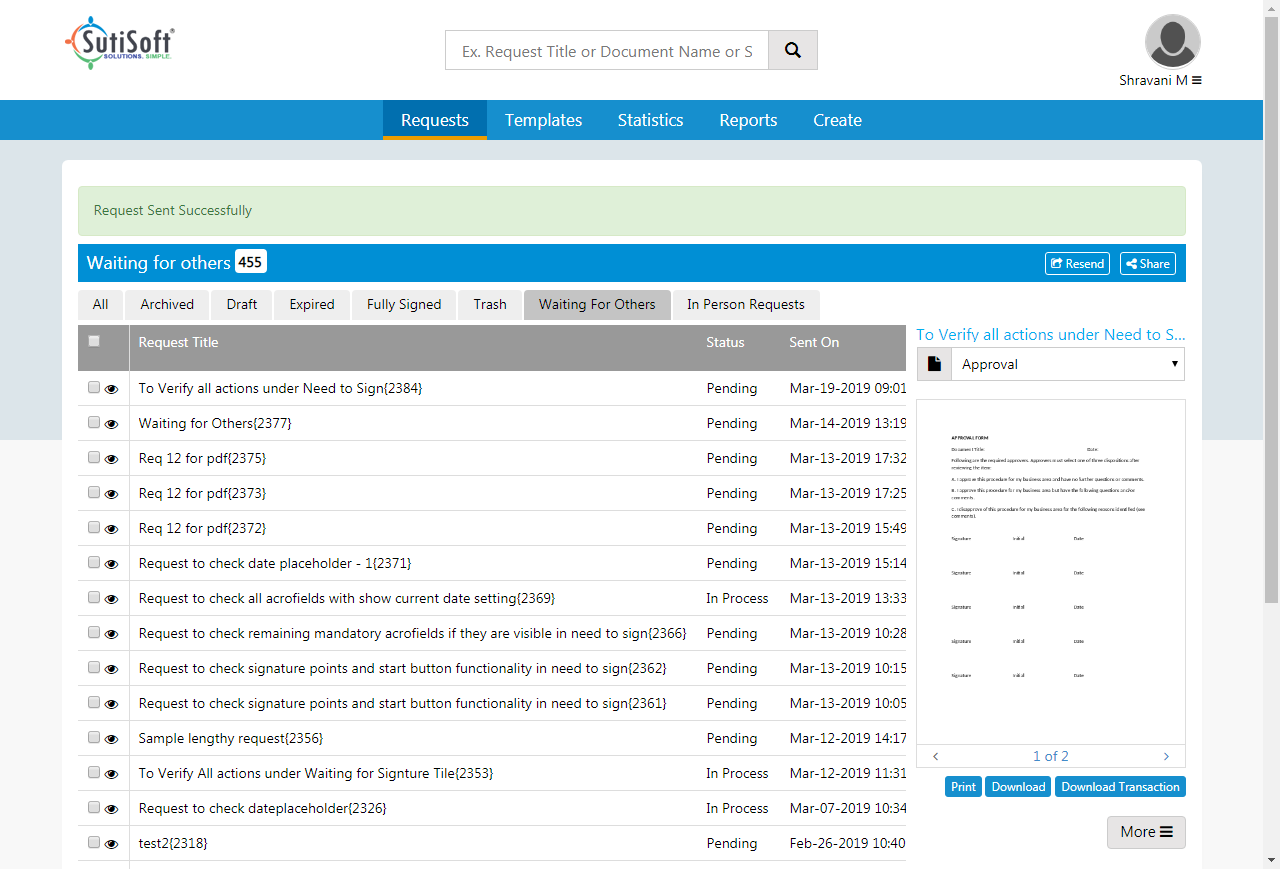 SutiSoft®
SOLUTIONS. SIMPLE.
Ex. Request Title or Document Name or S
Shravani M
Requests Templates Statistics Reports Create
Request Sent Successfully
Waiting for others 455 Resend Share
All Archived Draft Expired Fully Signed Trash Waiting For Others In Person Requests
Request Title Status Sent On
To Verify all actions under Need to Sign{2384} Pending Mar-19-2019 09:01
Waiting for Others{2377} Pending Mar-14-2019 13:19
Req 12 for pdf{2375} Pending Mar-13-2019 17:32
Req 12 for pdf{2373} Pending Mar-13-2019 17:25
Req 12 for pdf{2372} Pending Mar-13-2019 15:49
Request to check date placeholder - 1{2371} Pending Mar-13-2019 15:14
Request to check all acrofields with show current date setting{2369} In Process Mar-13-2019 13:33
Request to check remaining mandatory acrofields if they are visible in need to sign{2366} Pending Mar-13-2019 10:28
Request to check signature points and start button functionality in need to sign{2362} Pending Mar-13-2019 10:15
Request to check signature points and start button functionality in need to sign{2361} Pending Mar-13-2019 10:05
Sample lengthy request{2356} Pending Mar-12-2019 14:17
To Verify All actions under Waiting for Signture Tile{2353} In Process Mar-12-2019 11:31
Request to check dateplaceholder{2326} In Process Mar-07-2019 10:34
test2{2318} Pending Feb-26-2019 10:40
To Verify all actions under Need to S...
Approval
APPROVAL FORM
Document Title: Date:
Following are the required approvers. Approvers must select one of three dispositions after
reviewing the item:
A. I approve this procedure for my business area and have no further questions or comments.
B. I approve this procedure for my business area but have the following questions and/or
comments.
C. I disapprove of this procedure for my business area for the following reasons identified (see
comments).
Signature Initial Date
Signature Initial Date
Signature Initial Date
Signature Initial Date
Signature Initial Date
‹ 1 of 2 ›
Print Download Download Transaction
More